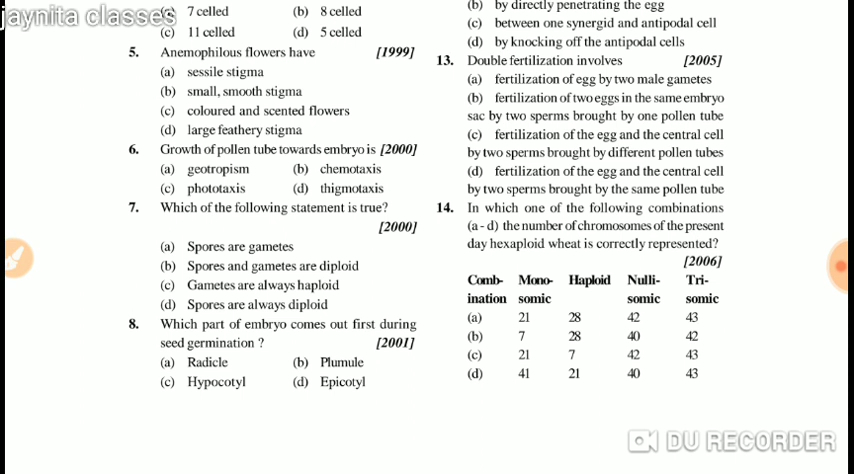 jaynita classes
(a) 7 celled (b) 8 celled
(c) 11 celled (d) 5 celled
5. Anemophilous flowers have [1999]
(a) sessile stigma
(b) small, smooth stigma
(c) coloured and scented flowers
(d) large feathery stigma
6. Growth of pollen tube towards embryo is [2000]
(a) geotropism (b) chemotaxis
(c) phototaxis (d) thigmotaxis
7. Which of the following statement is true?
[2000]
(a) Spores are gametes
(b) Spores and gametes are diploid
(c) Gametes are always haploid
(d) Spores are always diploid
8. Which part of embryo comes out first during
seed germination ? [2001]
(a) Radicle (b) Plumule
(c) Hypocotyl (d) Epicotyl
(b) by directly penetrating the egg
(c) between one synergid and antipodal cell
(d) by knocking off the antipodal cells
13. Double fertilization involves [2005]
(a) fertilization of egg by two male gametes
(b) fertilization of two eggs in the same embryo
sac by two sperms brought by one pollen tube
(c) fertilization of the egg and the central cell
by two sperms brought by different pollen tubes
(d) fertilization of the egg and the central cell
by two sperms brought by the same pollen tube
14. In which one of the following combinations
(a - d) the number of chromosomes of the present
day hexaploid wheat is correctly represented?
[2006]
Comb- Mono- Haploid Nulli- Tri-
ination somic somic somic
(a) 21 28 42 43
(b) 7 28 40 42
(c) 21 7 42 43
(d) 41 21 40 43
DU RECORDER